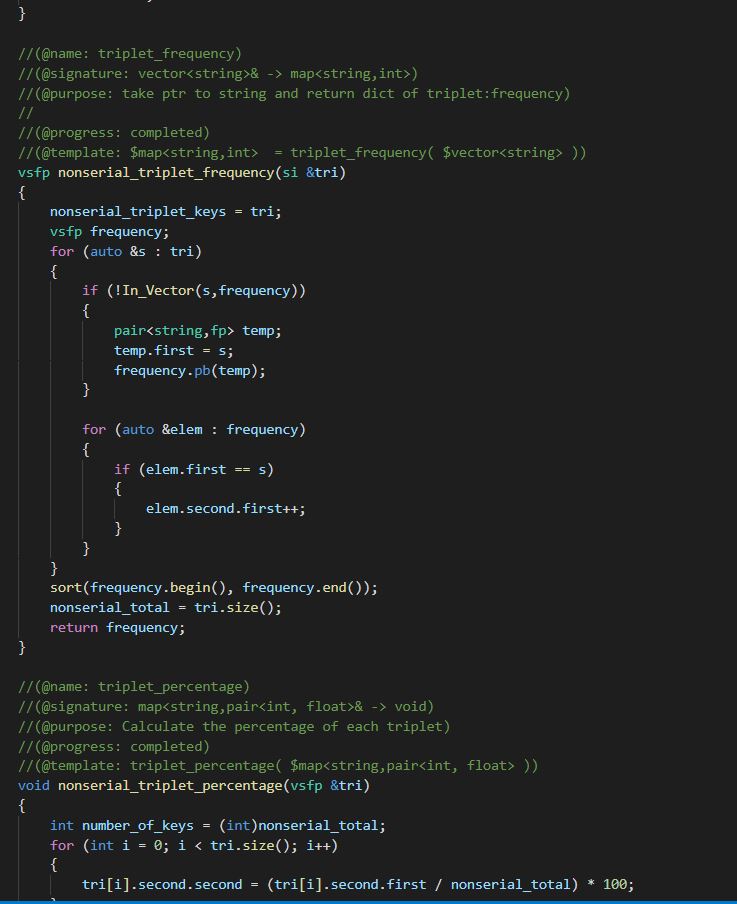 }
//(@name: triplet_frequency)
//(@signature: vector<string>& -> map<string,int>)
//(@purpose: take ptr to string and return dict of triplet:frequency)
//
//(@progress: completed)
//(@template: $map<string,int>  = triplet_frequency( $vector<string> ))
vsfp nonserial_triplet_frequency(si &tri)
{
    nonserial_triplet_keys = tri;
    vsfp frequency;
    for (auto &s : tri)
    {
        if (!In_Vector(s,frequency))
        {
            pair<string,fp> temp;
            temp.first = s;
            frequency.pb(temp);
        }
        for (auto &elem : frequency)
        {
            if (elem.first == s)
            {
                elem.second.first++;
            }
        }
    }
    sort(frequency.begin(), frequency.end());
    nonserial_total = tri.size();
    return frequency;
}
//(@name: triplet_percentage)
//(@signature: map<string,pair<int, float>& -> void)
//(@purpose: Calculate the percentage of each triplet)
//(@progress: completed)
//(@template: triplet_percentage( $map<string,pair<int, float> ))
void nonserial_triplet_percentage(vsfp &tri)
{
    int number_of_keys = (int)nonserial_total;
    for (int i = 0; i < tri.size(); i++)
    {
        tri[i].second.second = (tri[i].second.first / nonserial_total) * 100;